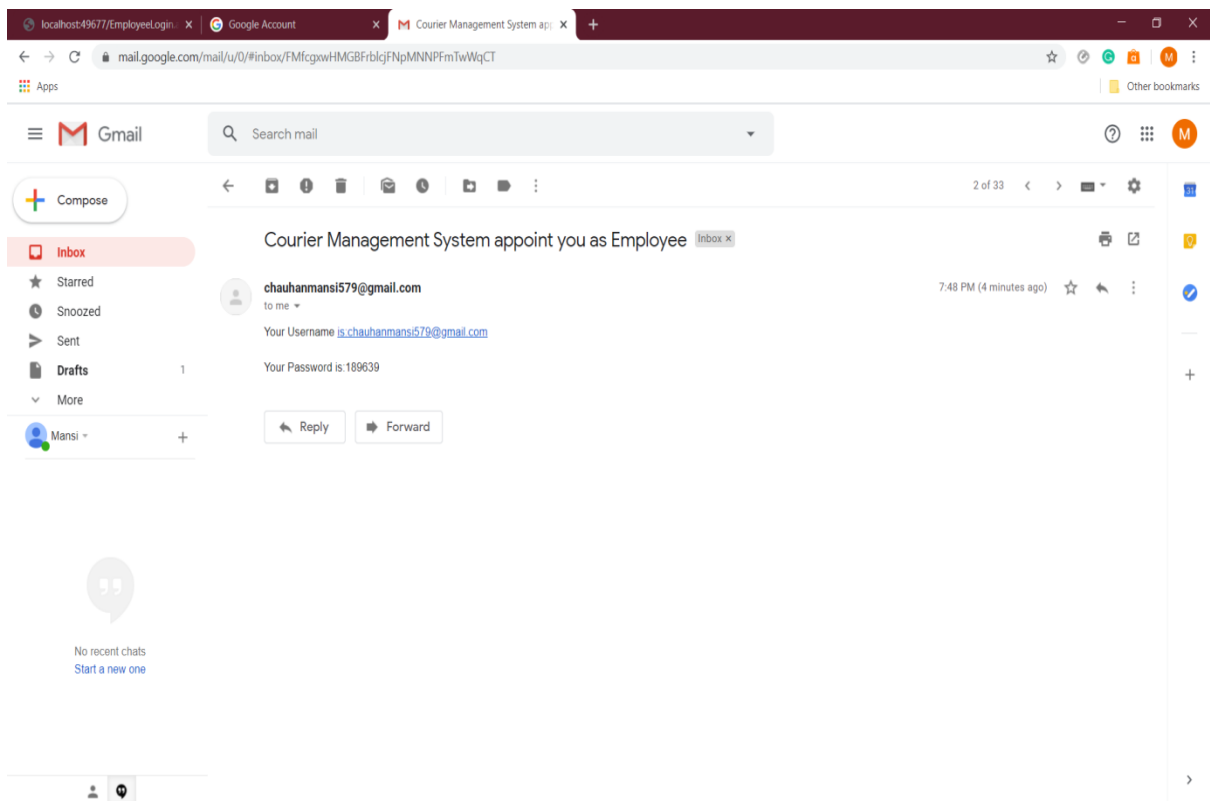 localhost:49677/EmployeeLogin. Google Account Courier Management System app
mail.google.com/mail/u/0/#inbox/FMfcgxwHMGBFrblcjFNpMNNPFmTwWqCT
Apps Other bookmarks
Gmail Search mail M
Compose 2 of 33
Courier Management System appoint you as Employee Inbox x
Inbox
Starred
chauhanmansi579@gmail.com 7:48 PM (4 minutes ago)
to me
Snoozed
Your Username is:chauhanmansi579@gmail.com
Sent
Drafts 1
Your Password is:189639
More
Mansi
Reply Forward
No recent chats
Start a new one